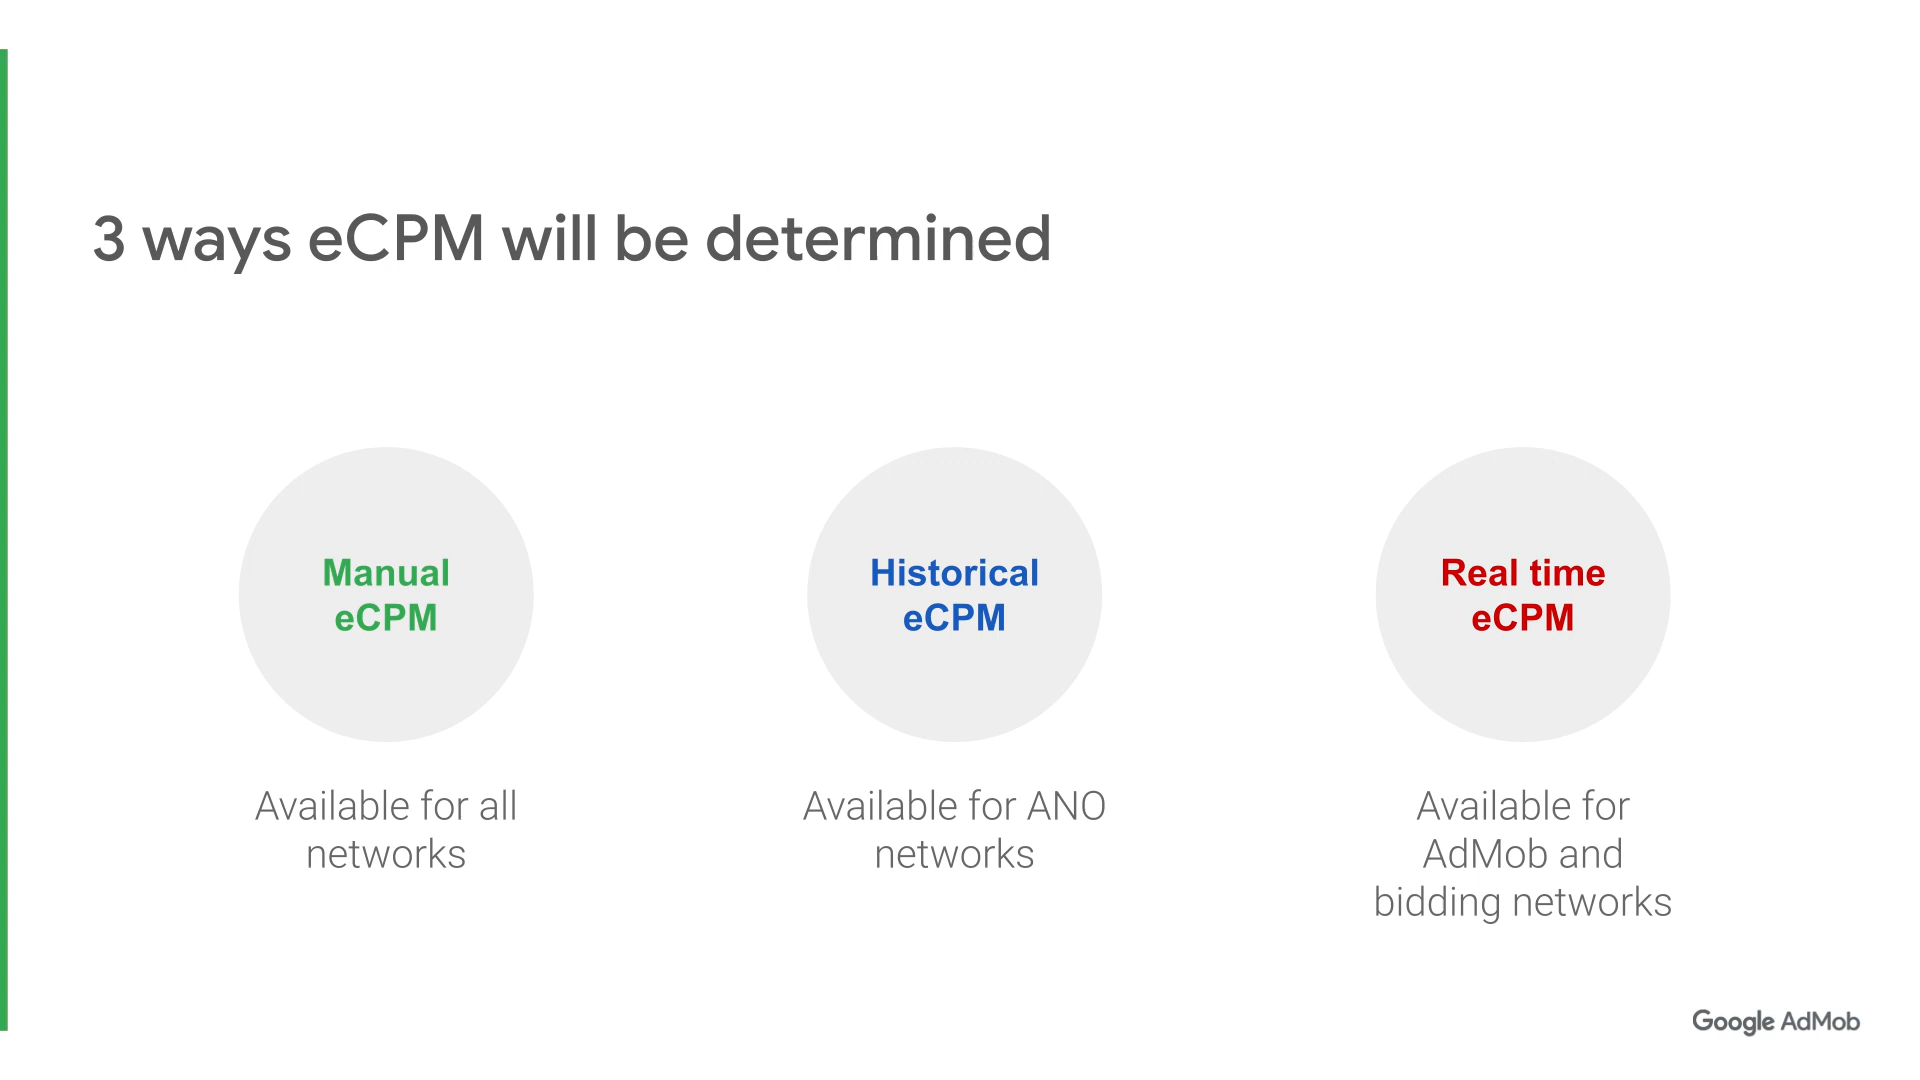 3 ways eCPM will be determined
Manual
eCPM
Available for all
networks
Historical
eCPM
Available for ANO
networks
Real time
eCPM
Available for
AdMob and
bidding networks
Google AdMob